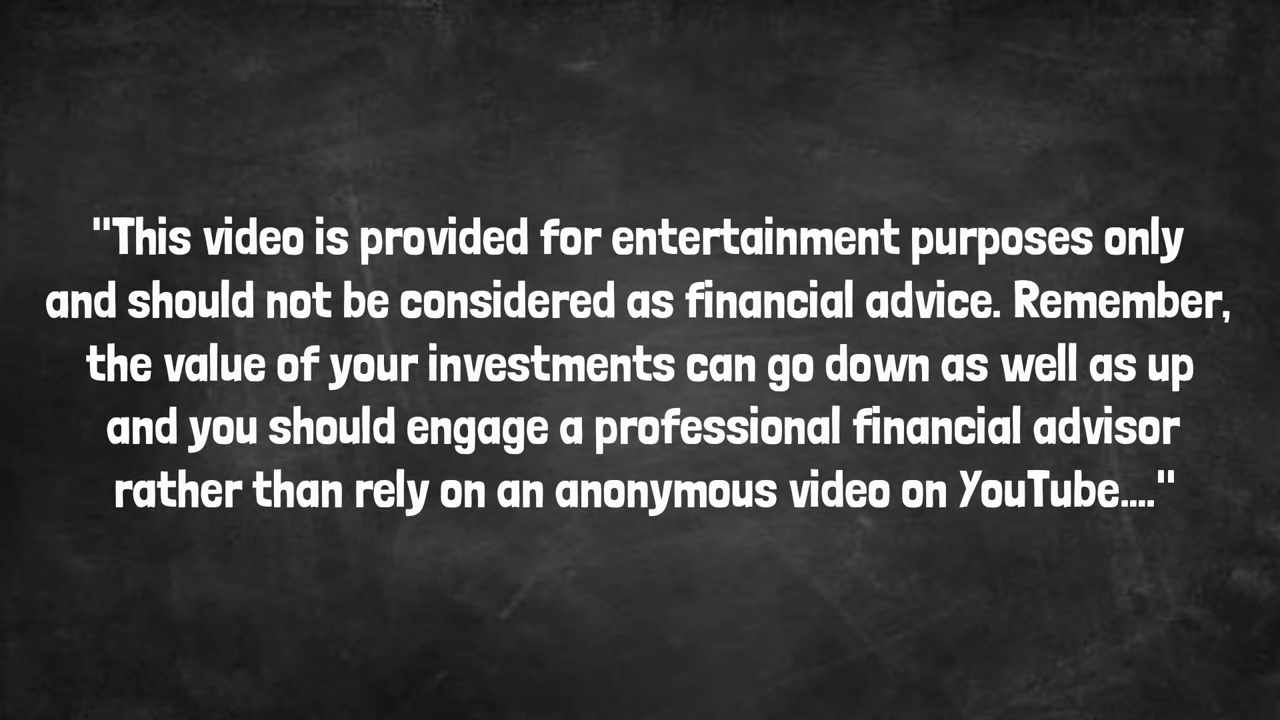 "This video is provided for entertainment purposes only
and should not be considered as financial advice. Remember,
the value of your investments can go down as well as up
and you should engage a professional financial advisor
rather than rely on an anonymous video on YouTube...."